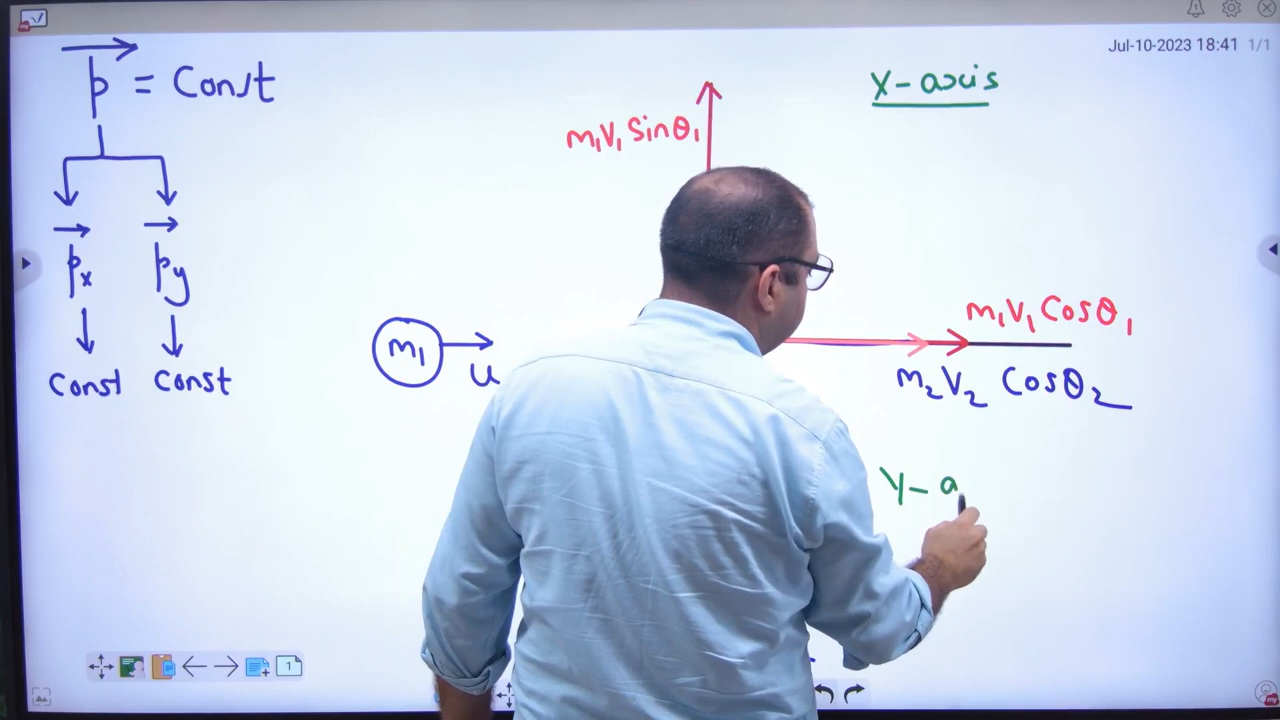 Jul-10-2023 18:41 1/1
p = Const
px py
Const Const
X-axis
m₁V₁ Sinθ₁
m₁
u
m₁V₁ Cosθ₁
m₂V₂ Cosθ₂
Y-a
1